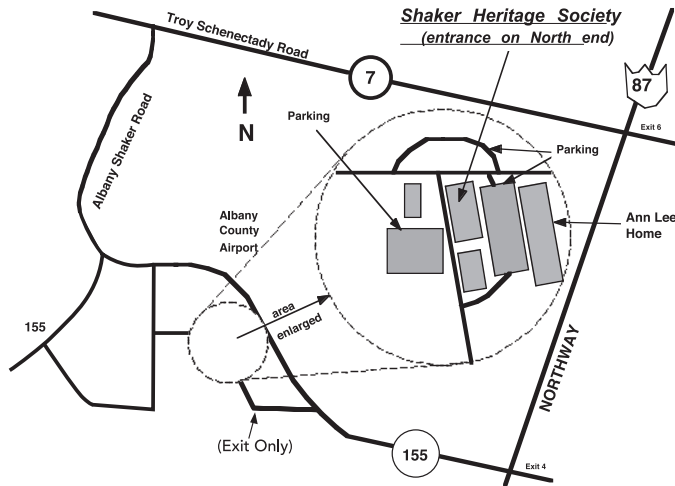 Shaker Heritage Society
(entrance on North end)
Troy Schenectady Road
7
87
Exit 6
Albany Shaker Road
N
Parking
Parking
Albany
County
Airport
Ann Lee
Home
area
enlarged
155
NORTHWAY
(Exit Only)
155
Exit 4